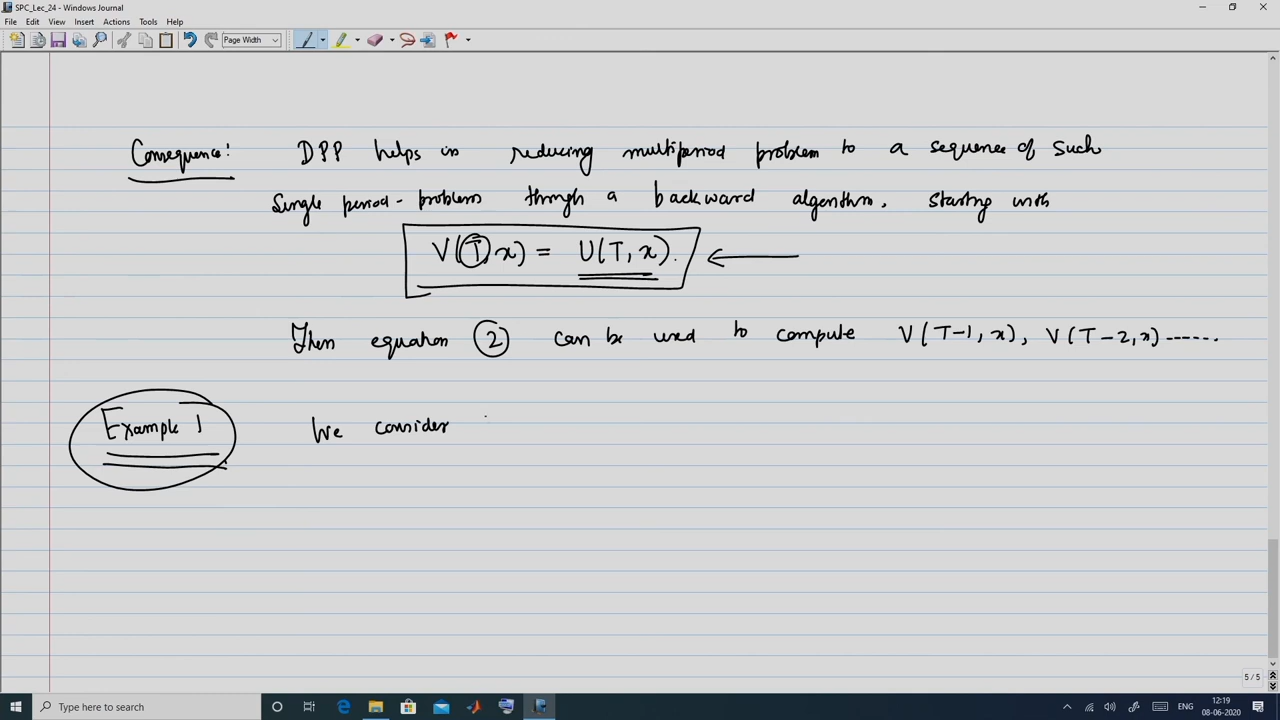 SPC_Lec_24 - Windows Journal
File Edit View Insert Actions Tools Help
Page Width
Consequence: DPP helps in reducing multiperiod problem to a sequence of such
single period - problems through a backward algorithm. Starting with
V(T, x) = U(T, x).
Then equation 2 can be used to compute V(T-1, x), V(T-2, x) ------
Example 1 We consider
5 / 5
Type here to search
12:19
08-06-2020